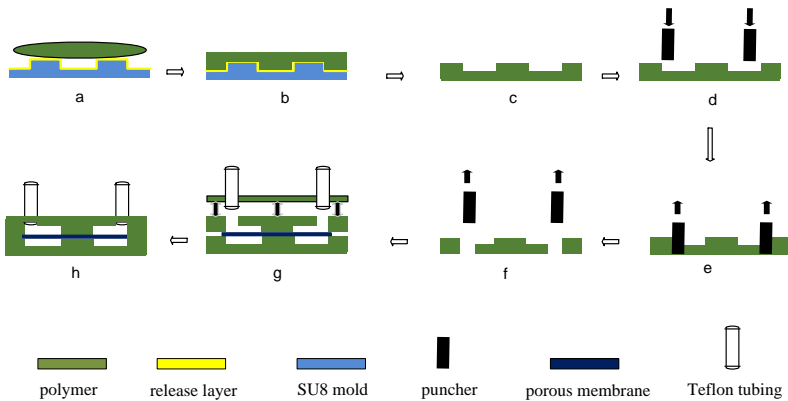 a
b
c
d
h
g
f
e
polymer
release layer
SU8 mold
puncher
porous membrane
Teflon tubing